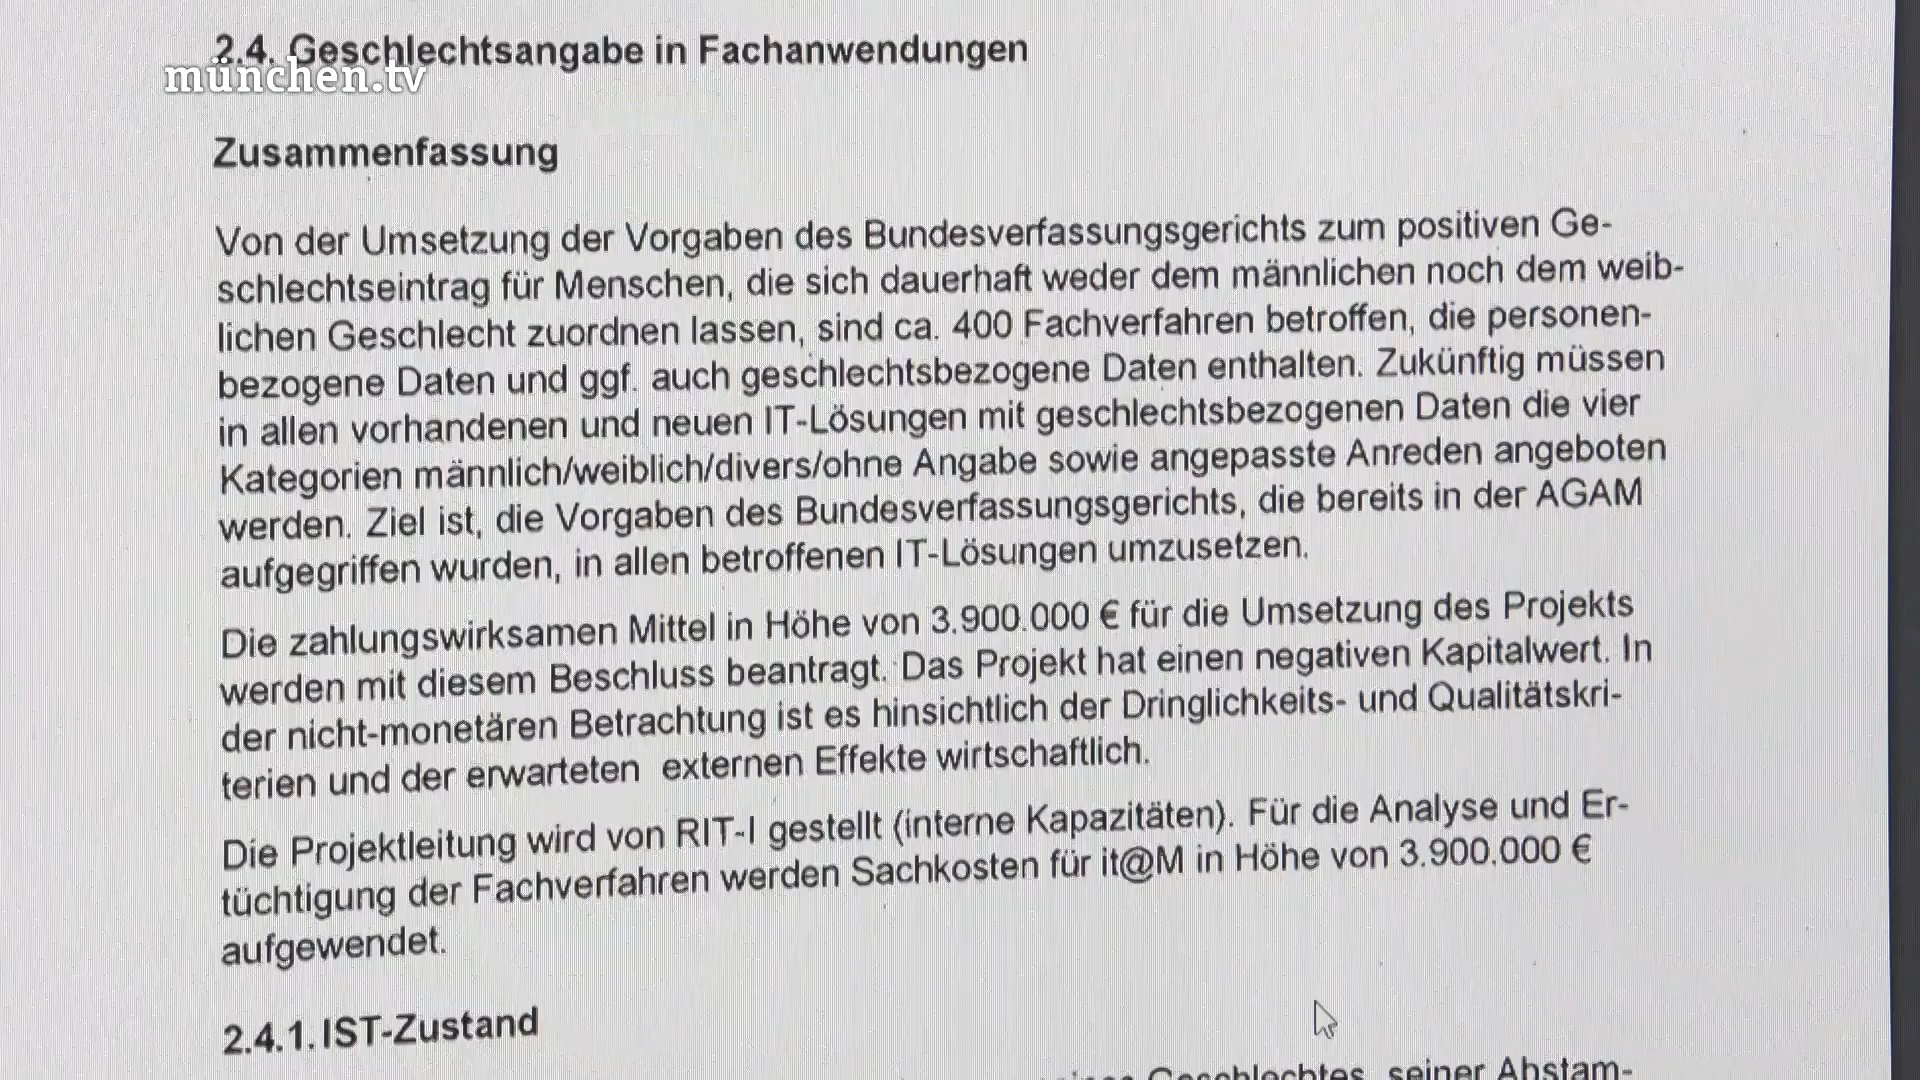 2.4. Geschlechtsangabe in Fachanwendungen
münchen.tv
Zusammenfassung
Von der Umsetzung der Vorgaben des Bundesverfassungsgerichts zum positiven Ge-
schlechtseintrag für Menschen, die sich dauerhaft weder dem männlichen noch dem weib-
lichen Geschlecht zuordnen lassen, sind ca. 400 Fachverfahren betroffen, die personen-
bezogene Daten und ggf. auch geschlechtsbezogene Daten enthalten. Zukünftig müssen
in allen vorhandenen und neuen IT-Lösungen mit geschlechtsbezogenen Daten die vier
Kategorien männlich/weiblich/divers/ohne Angabe sowie angepasste Anreden angeboten
werden. Ziel ist, die Vorgaben des Bundesverfassungsgerichts, die bereits in der AGAM
aufgegriffen wurden, in allen betroffenen IT-Lösungen umzusetzen.
Die zahlungswirksamen Mittel in Höhe von 3.900.000 € für die Umsetzung des Projekts
werden mit diesem Beschluss beantragt. Das Projekt hat einen negativen Kapitalwert. In
der nicht-monetären Betrachtung ist es hinsichtlich der Dringlichkeits- und Qualitätskri-
terien und der erwarteten externen Effekte wirtschaftlich.
Die Projektleitung wird von RIT-I gestellt (interne Kapazitäten). Für die Analyse und Er-
tüchtigung der Fachverfahren werden Sachkosten für it@M in Höhe von 3.900.000 €
aufgewendet.
2.4.1. IST-Zustand
Geschlechtes, seiner Abstam-